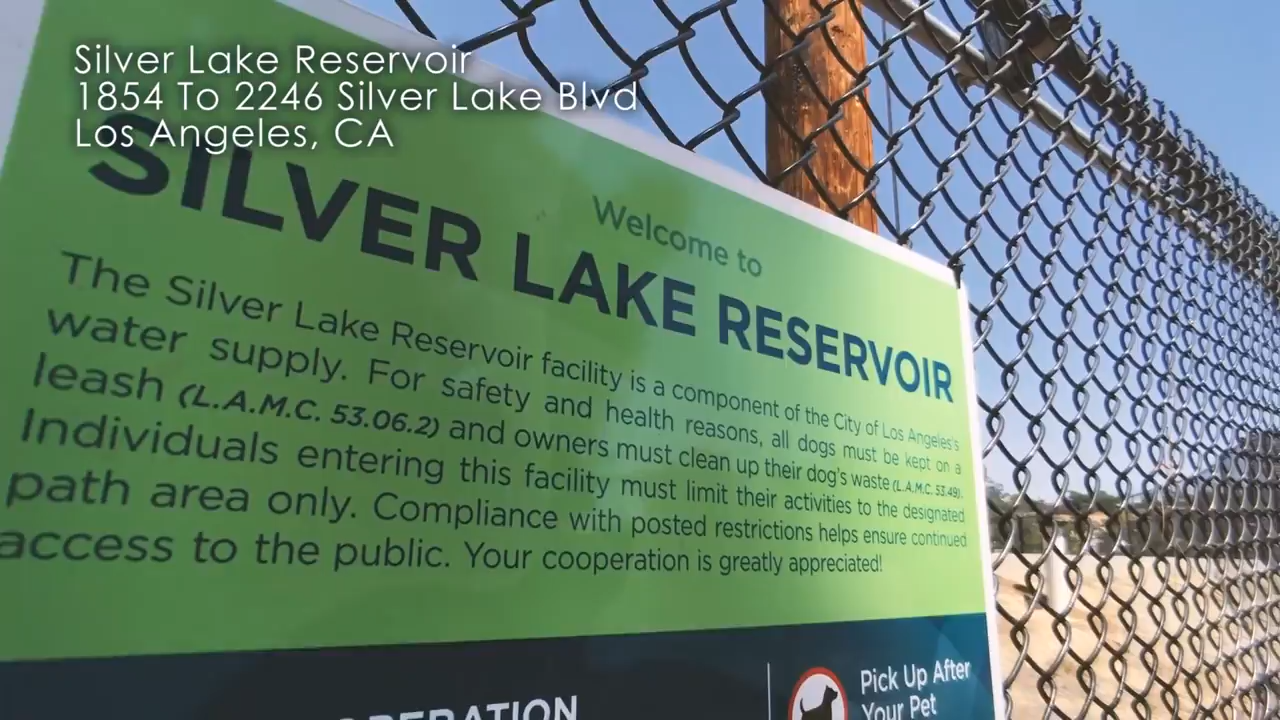 Silver Lake Reservoir
1854 To 2246 Silver Lake Blvd
Los Angeles, CA
Welcome to
SILVER LAKE RESERVOIR
The Silver Lake Reservoir facility is a component of the City of Los Angeles's
water supply. For safety and health reasons, all dogs must be kept on a
leash (L.A.M.C. 53.06.2) and owners must clean up their dog's waste (L.A.M.C. 53.49).
Individuals entering this facility must limit their activities to the designated
path area only. Compliance with posted restrictions helps ensure continued
access to the public. Your cooperation is greatly appreciated!
OPERATION
Pick Up After
Your Pet